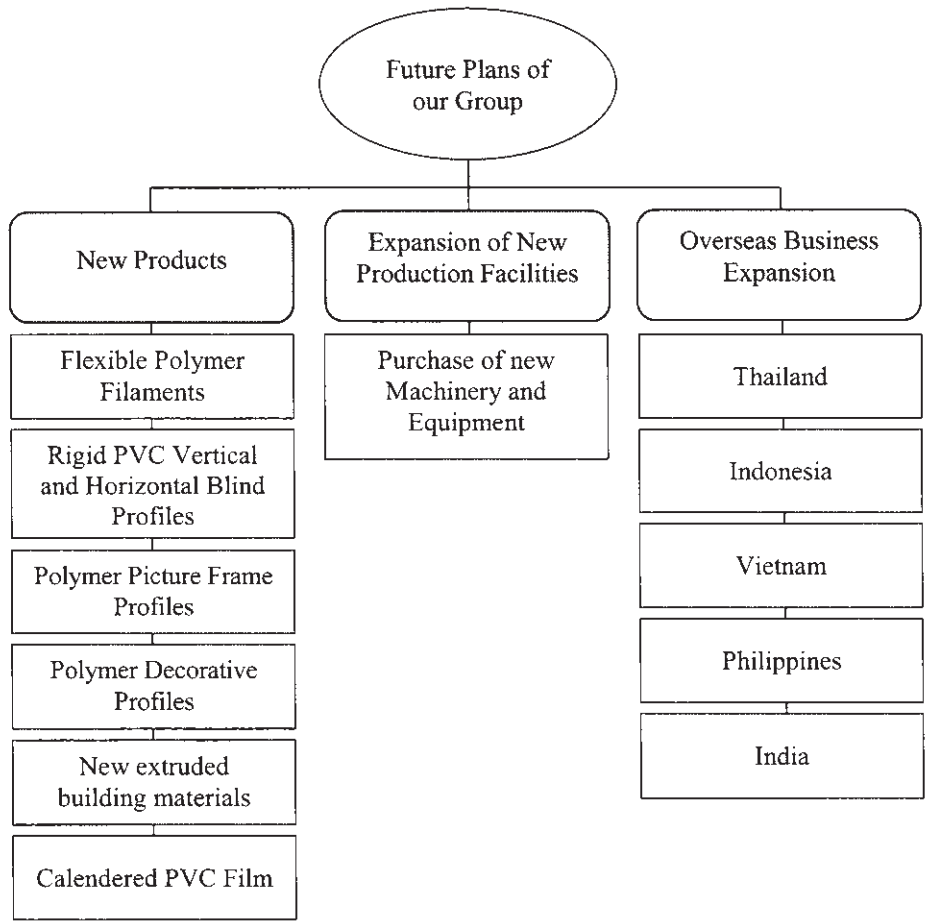 Future Plans of
our Group
New Products
Flexible Polymer
Filaments
Rigid PVC Vertical
and Horizontal Blind
Profiles
Polymer Picture Frame
Profiles
Polymer Decorative
Profiles
New extruded
building materials
Calendered PVC Film
Expansion of New
Production Facilities
Purchase of new
Machinery and
Equipment
Overseas Business
Expansion
Thailand
Indonesia
Vietnam
Philippines
India